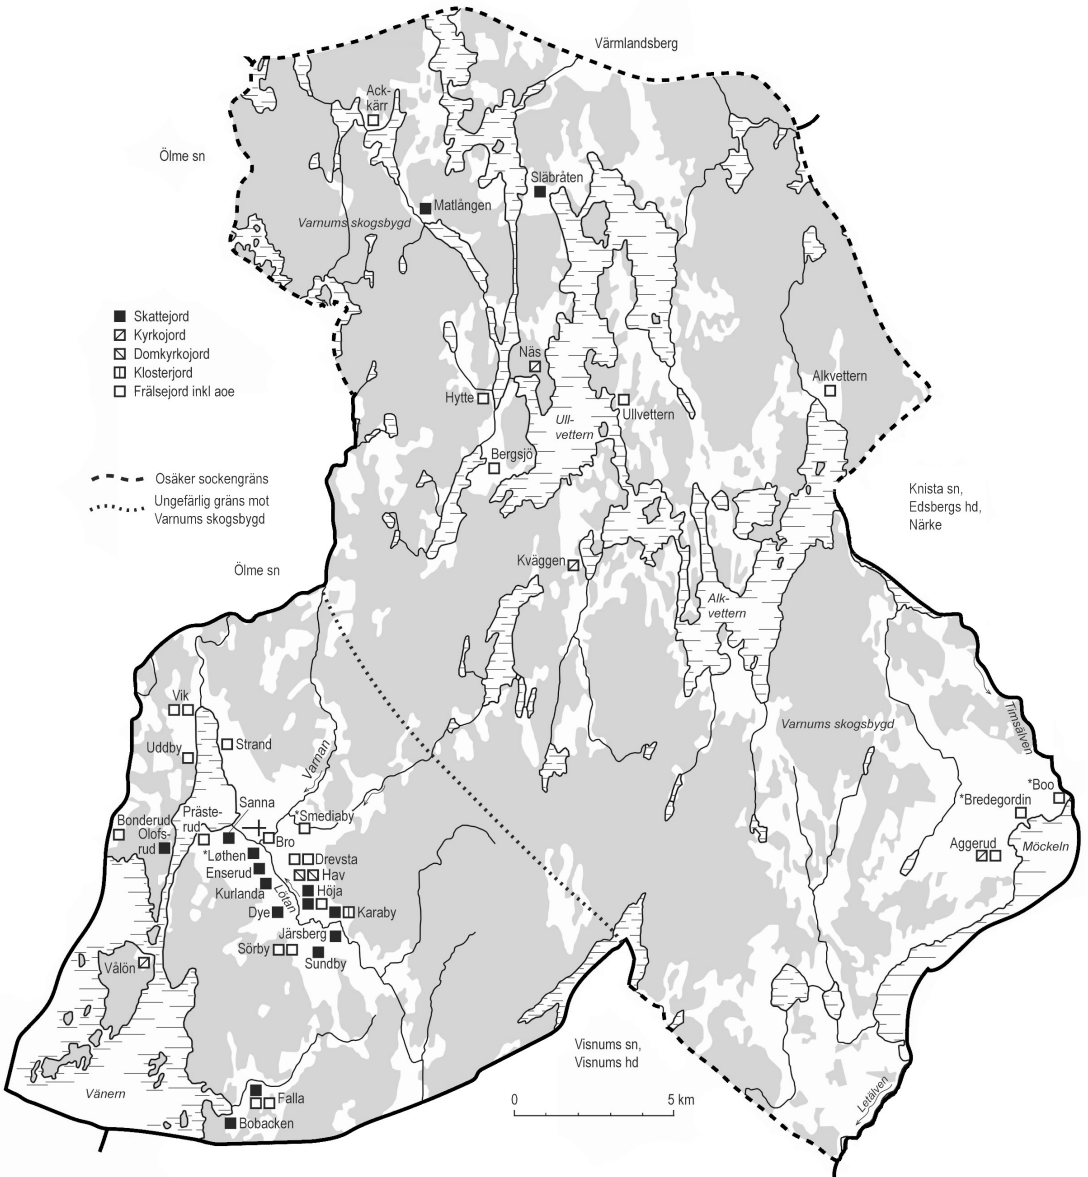 Värmlandsberg
Ack-
kärr
Ölme sn
Släbråten
Matlången
Varnums skogsbygd
Skattejord
Kyrkojord
Domkyrkojord
Klosterjord
Frälsejord inkl aoe
Näs
Hytte
Alkvettern
Ullvettern
Ull-
vettern
Bergsjö
Osäker sockengräns
Ungefärlig gräns mot
Varnums skogsbygd
Knista sn,
Edsbergs hd,
Närke
Ölme sn
Kväggen
Alk-
vettern
Vik
Varnums skogsbygd
Timsälven
Uddby
Strand
Varnan
Sanna
*Boo
*Bredegordin
Präste-
rud
*Smediaby
Bonderud
Olofs-
rud
Bro
Möckeln
Aggerud
*Løthen
Drevsta
Enserud
Hav
Kurlanda
Lötan
Höja
Dye
Karaby
Järsberg
Sörby
Sundby
Vålön
Visnums sn,
Visnums hd
Vänern
Falla
Letälven
0
5 km
Bobacken